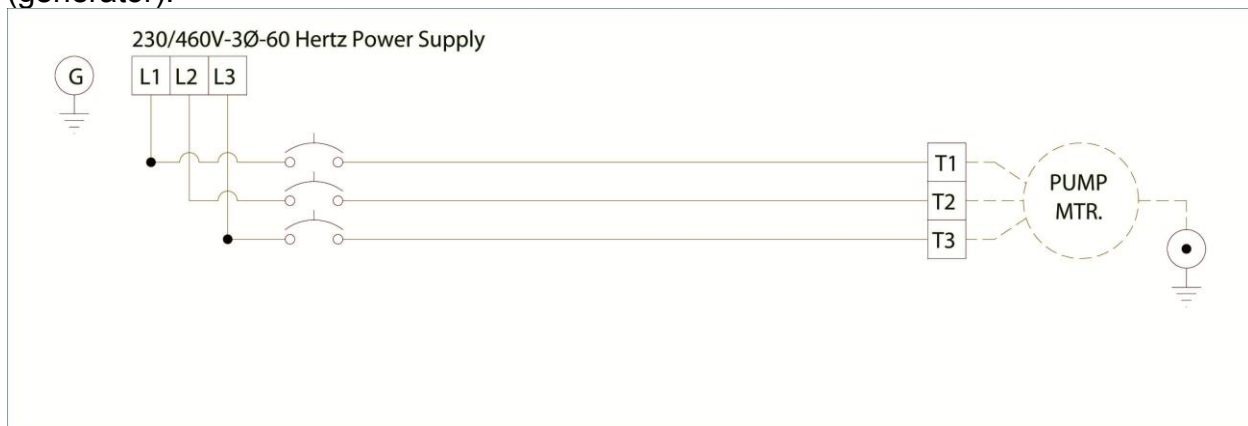 (generator).
230/460V-3Ø-60 Hertz Power Supply
G
L1 L2 L3
T1
T2
T3
PUMP
MTR.